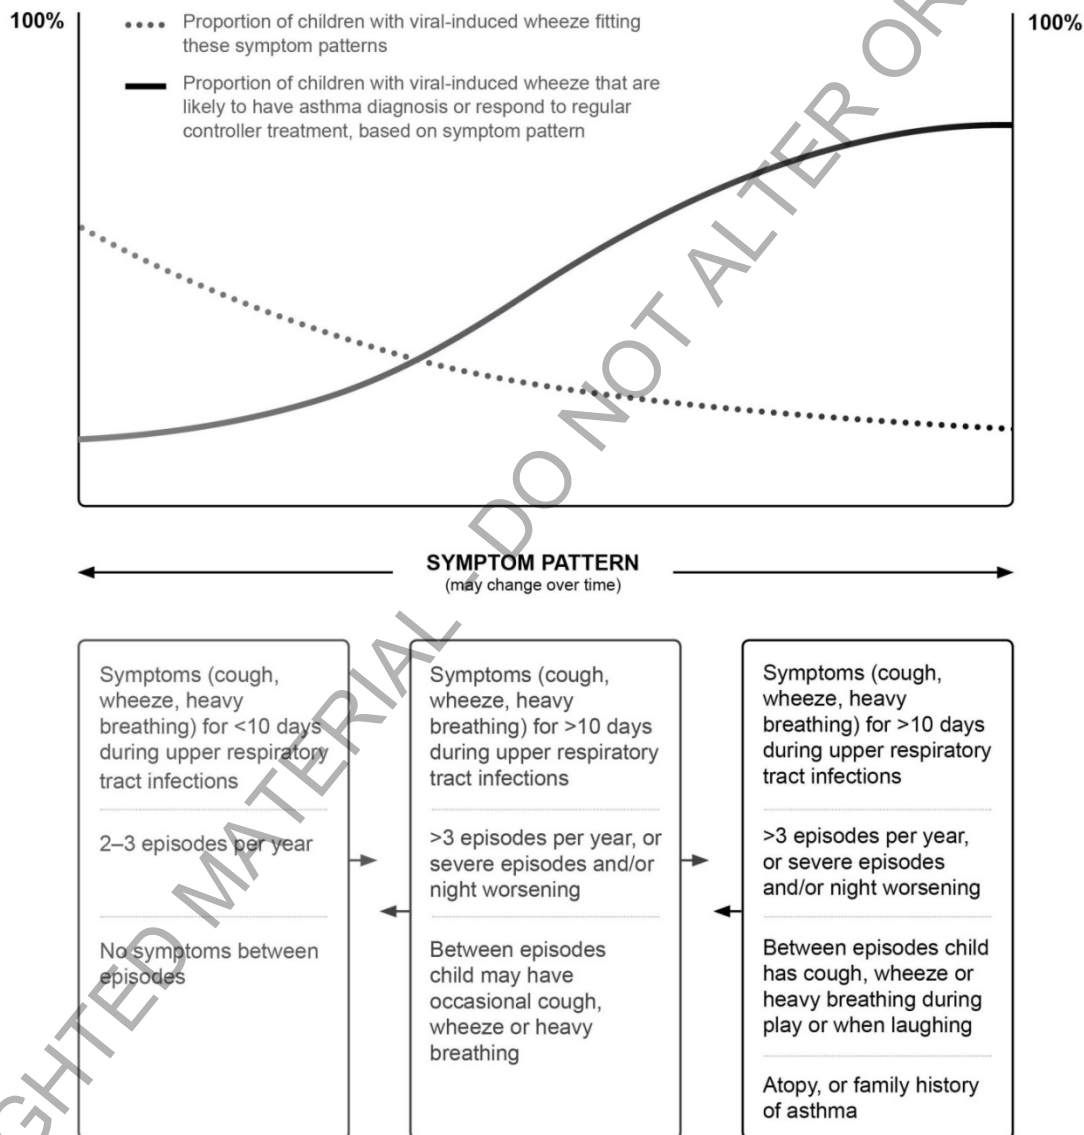 100%
100%
Proportion of children with viral-induced wheeze fitting
these symptom patterns
Proportion of children with viral-induced wheeze that are
likely to have asthma diagnosis or respond to regular
controller treatment, based on symptom pattern
SYMPTOM PATTERN
(may change over time)
Symptoms (cough,
wheeze, heavy
breathing) for <10 days
during upper respiratory
tract infections
2–3 episodes per year
No symptoms between
episodes
Symptoms (cough,
wheeze, heavy
breathing) for >10 days
during upper respiratory
tract infections
>3 episodes per year, or
severe episodes and/or
night worsening
Between episodes
child may have
occasional cough,
wheeze or heavy
breathing
Symptoms (cough,
wheeze, heavy
breathing) for >10 days
during upper respiratory
tract infections
>3 episodes per year,
or severe episodes
and/or night worsening
Between episodes child
has cough, wheeze or
heavy breathing during
play or when laughing
Atopy, or family history
of asthma
GHTED MATERIAL - DO NOT ALTER OR